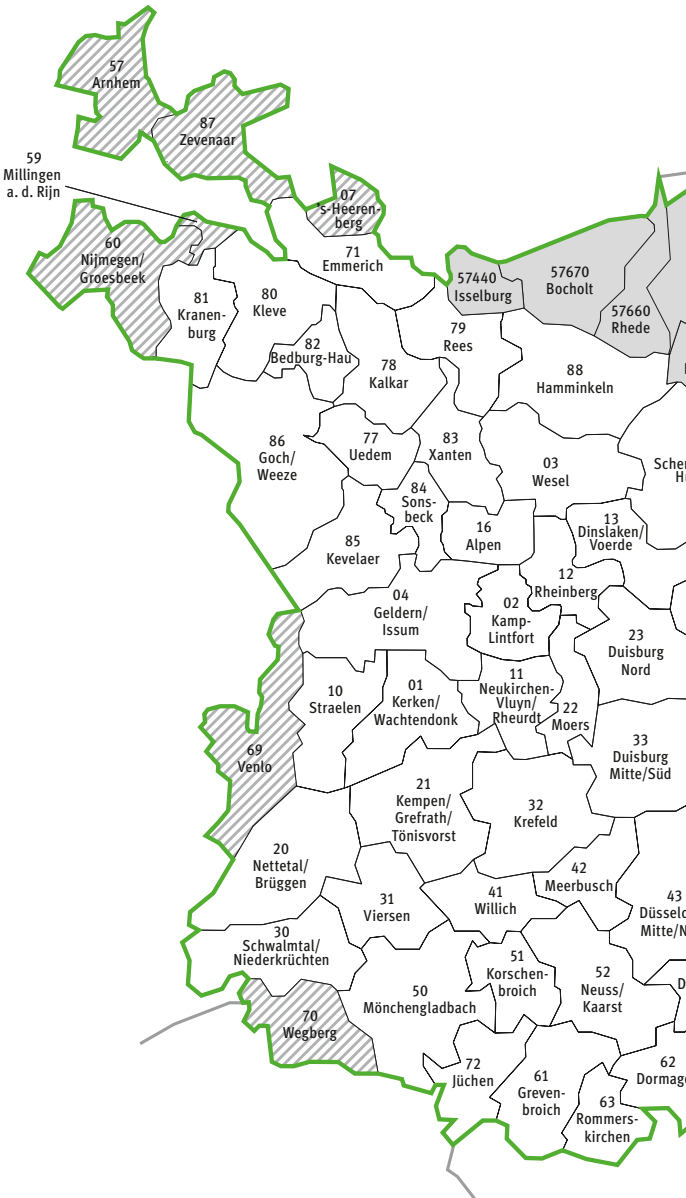 57
Arnhem
87
Zevenaar
59
Millingen
a. d. Rijn
07
's-Heeren-
berg
60
Nijmegen/
Groesbeek
71
Emmerich
57440
Isselburg
57670
Bocholt
57660
Rhede
81
Kranen-
burg
80
Kleve
82
Bedburg-Hau
79
Rees
78
Kalkar
88
Hamminkeln
86
Goch/
Weeze
77
Uedem
83
Xanten
03
Wesel
84
Sons-
beck
16
Alpen
13
Dinslaken/
Voerde
85
Kevelaer
12
Rheinberg
04
Geldern/
Issum
02
Kamp-
Lintfort
23
Duisburg
Nord
10
Straelen
01
Kerken/
Wachtendonk
11
Neukirchen-
Vluyn/
Rheurdt
22
Moers
69
Venlo
33
Duisburg
Mitte/Süd
21
Kempen/
Grefrath/
Tönisvorst
32
Krefeld
20
Nettetal/
Brüggen
42
Meerbusch
31
Viersen
41
Willich
43
Mitte/N
30
Schwalmtal/
Niederkrüchten
51
Korschen-
broich
52
Neuss/
Kaarst
50
Mönchengladbach
70
Wegberg
72
Jüchen
61
Greven-
broich
62
Dormage
63
Rommers-
kirchen